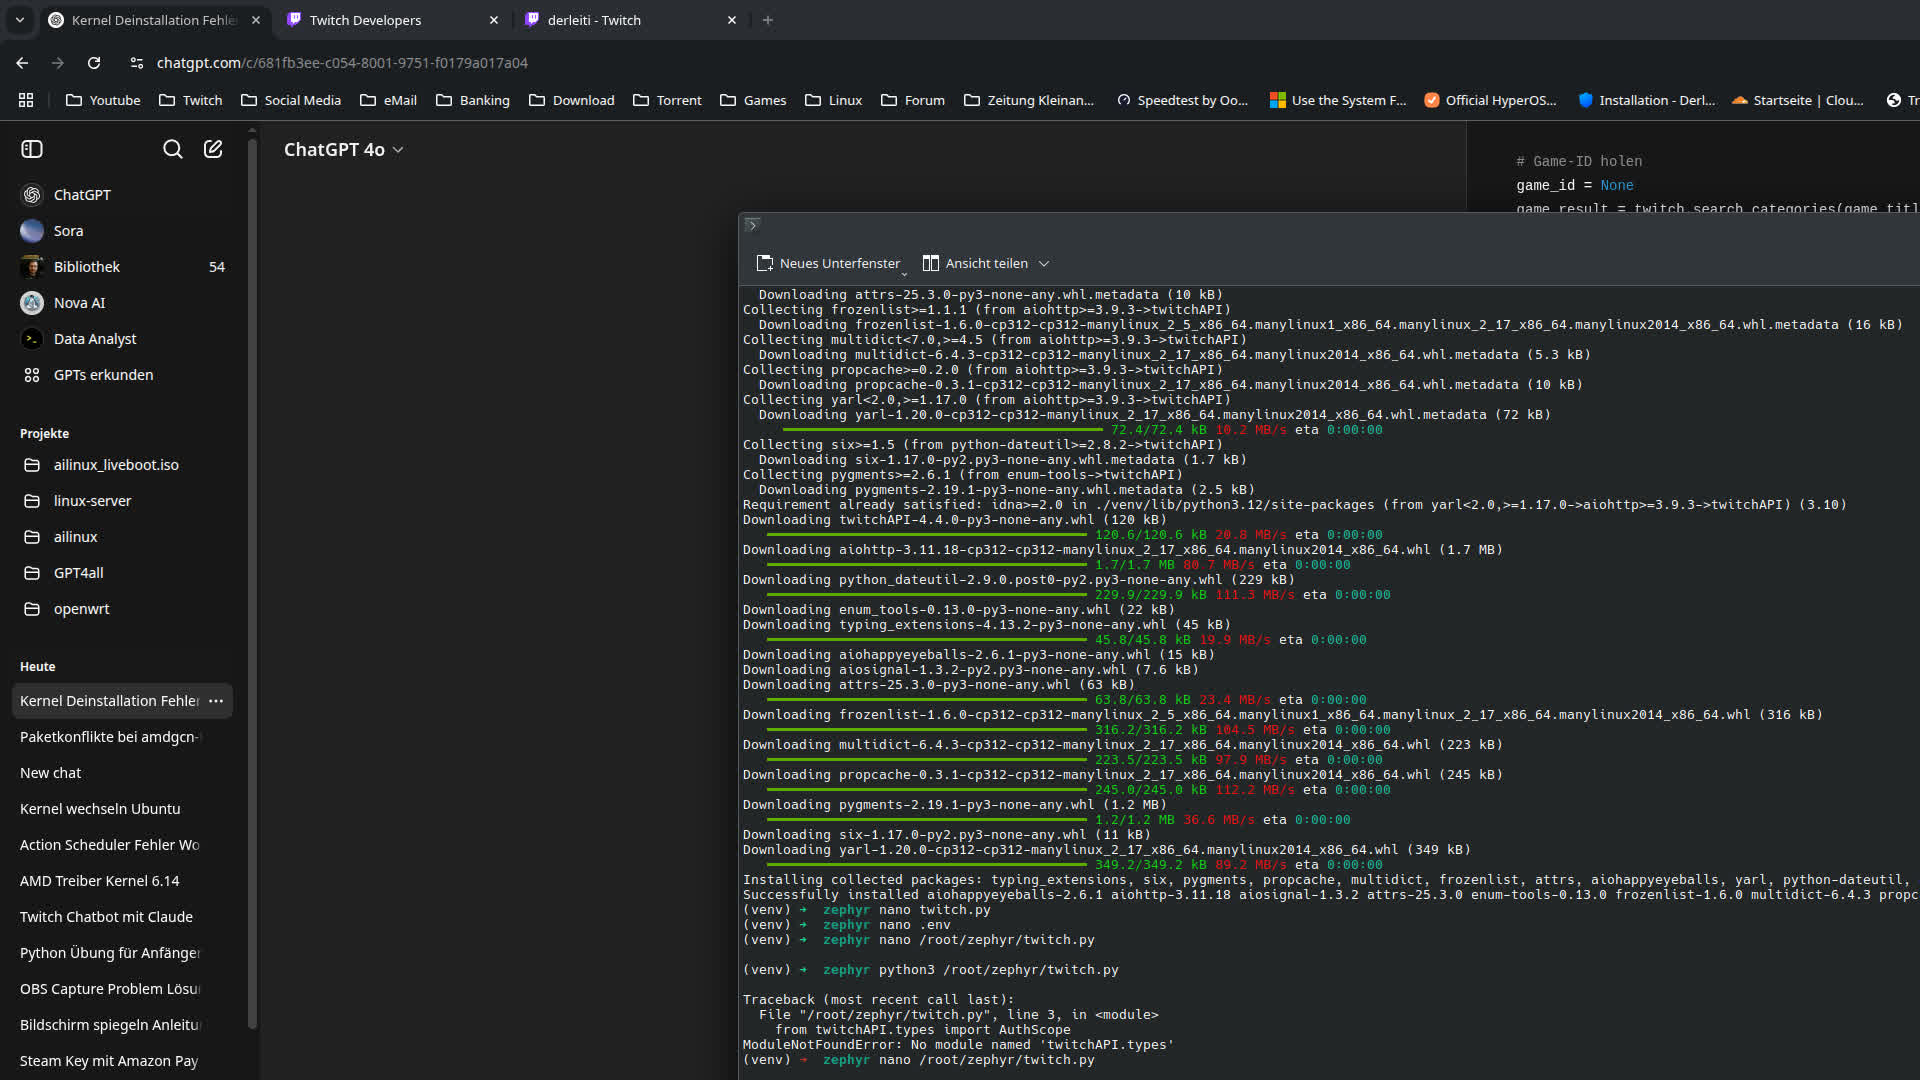 Kernel Deinstallation Fehle
Twitch Developers
derleiti - Twitch
chatgpt.com/c/681fb3ee-c054-8001-9751-f0179a017a04
Youtube
Twitch
Social Media
eMail
Banking
Download
Torrent
Games
Linux
Forum
Zeitung Kleinan...
Speedtest by Oo...
Use the System F...
Official HyperOS...
Installation - Derl...
Startseite | Clou...
Tr
ChatGPT
Sora
Bibliothek 54
Nova AI
Data Analyst
GPTs erkunden
Projekte
ailinux_liveboot.iso
linux-server
ailinux
GPT4all
openwrt
Heute
Kernel Deinstallation Fehler
Paketkonflikte bei amdgcn-
New chat
Kernel wechseln Ubuntu
Action Scheduler Fehler Wo
AMD Treiber Kernel 6.14
Twitch Chatbot mit Claude
Python Übung für Anfänger
OBS Capture Problem Lösu
Bildschirm spiegeln Anleitu
Steam Key mit Amazon Pay
ChatGPT 4o
# Game-ID holen
game_id = None
game_result = twitch.search_categories(game_titl
Neues Unterfenster
Ansicht teilen
Downloading attrs-25.3.0-py3-none-any.whl.metadata (10 kB)
Collecting frozenlist>=1.1.1 (from aiohttp>=3.9.3->twitchAPI)
Downloading frozenlist-1.6.0-cp312-cp312-manylinux_2_5_x86_64.manylinux1_x86_64.manylinux_2_17_x86_64.manylinux2014_x86_64.whl.metadata (16 kB)
Collecting multidict<7.0,>=4.5 (from aiohttp>=3.9.3->twitchAPI)
Downloading multidict-6.4.3-cp312-cp312-manylinux_2_17_x86_64.manylinux2014_x86_64.whl.metadata (5.3 kB)
Collecting propcache>=0.2.0 (from aiohttp>=3.9.3->twitchAPI)
Downloading propcache-0.3.1-cp312-cp312-manylinux_2_17_x86_64.manylinux2014_x86_64.whl.metadata (10 kB)
Collecting yarl<2.0,>=1.17.0 (from aiohttp>=3.9.3->twitchAPI)
Downloading yarl-1.20.0-cp312-cp312-manylinux_2_17_x86_64.manylinux2014_x86_64.whl.metadata (72 kB)
72.4/72.4 kB 10.2 MB/s eta 0:00:00
Collecting six>=1.5 (from python-dateutil>=2.8.2->twitchAPI)
Downloading six-1.17.0-py2.py3-none-any.whl.metadata (1.7 kB)
Collecting pygments>=2.6.1 (from enum-tools->twitchAPI)
Downloading pygments-2.19.1-py3-none-any.whl.metadata (2.5 kB)
Requirement already satisfied: idna>=2.0 in ./venv/lib/python3.12/site-packages (from yarl<2.0,>=1.17.0->aiohttp>=3.9.3->twitchAPI) (3.10)
Downloading twitchAPI-4.4.0-py3-none-any.whl (120 kB)
120.6/120.6 kB 20.8 MB/s eta 0:00:00
Downloading aiohttp-3.11.18-cp312-cp312-manylinux_2_17_x86_64.manylinux2014_x86_64.whl (1.7 MB)
1.7/1.7 MB 80.7 MB/s eta 0:00:00
Downloading python_dateutil-2.9.0.post0-py2.py3-none-any.whl (229 kB)
229.9/229.9 kB 111.3 MB/s eta 0:00:00
Downloading enum_tools-0.13.0-py3-none-any.whl (22 kB)
Downloading typing_extensions-4.13.2-py3-none-any.whl (45 kB)
45.8/45.8 kB 19.9 MB/s eta 0:00:00
Downloading aiohappyeyeballs-2.6.1-py3-none-any.whl (15 kB)
Downloading aiosignal-1.3.2-py2.py3-none-any.whl (7.6 kB)
Downloading attrs-25.3.0-py3-none-any.whl (63 kB)
63.8/63.8 kB 23.4 MB/s eta 0:00:00
Downloading frozenlist-1.6.0-cp312-cp312-manylinux_2_5_x86_64.manylinux1_x86_64.manylinux_2_17_x86_64.manylinux2014_x86_64.whl (316 kB)
316.2/316.2 kB 104.5 MB/s eta 0:00:00
Downloading multidict-6.4.3-cp312-cp312-manylinux_2_17_x86_64.manylinux2014_x86_64.whl (223 kB)
223.5/223.5 kB 97.9 MB/s eta 0:00:00
Downloading propcache-0.3.1-cp312-cp312-manylinux_2_17_x86_64.manylinux2014_x86_64.whl (245 kB)
245.0/245.0 kB 112.2 MB/s eta 0:00:00
Downloading pygments-2.19.1-py3-none-any.whl (1.2 MB)
1.2/1.2 MB 36.6 MB/s eta 0:00:00
Downloading six-1.17.0-py2.py3-none-any.whl (11 kB)
Downloading yarl-1.20.0-cp312-cp312-manylinux_2_17_x86_64.manylinux2014_x86_64.whl (349 kB)
349.2/349.2 kB 89.2 MB/s eta 0:00:00
Installing collected packages: typing_extensions, six, pygments, propcache, multidict, frozenlist, attrs, aiohappyeyeballs, yarl, python-dateutil,
Successfully installed aiohappyeyeballs-2.6.1 aiohttp-3.11.18 aiosignal-1.3.2 attrs-25.3.0 enum-tools-0.13.0 frozenlist-1.6.0 multidict-6.4.3 propc
(venv) ➜ zephyr nano twitch.py
(venv) ➜ zephyr nano .env
(venv) ➜ zephyr nano /root/zephyr/twitch.py
(venv) ➜ zephyr python3 /root/zephyr/twitch.py
Traceback (most recent call last):
File "/root/zephyr/twitch.py", line 3, in <module>
from twitchAPI.types import AuthScope
ModuleNotFoundError: No module named 'twitchAPI.types'
(venv) ➜ zephyr nano /root/zephyr/twitch.py